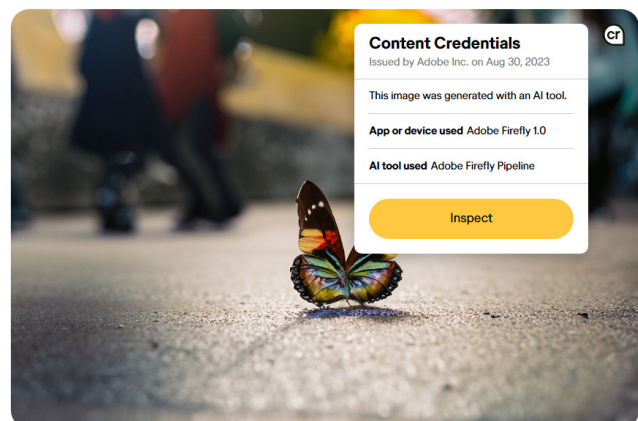 cr
Content Credentials
Issued by Adobe Inc. on Aug 30, 2023
This image was generated with an AI tool.
App or device used Adobe Firefly 1.0
AI tool used Adobe Firefly Pipeline
Inspect